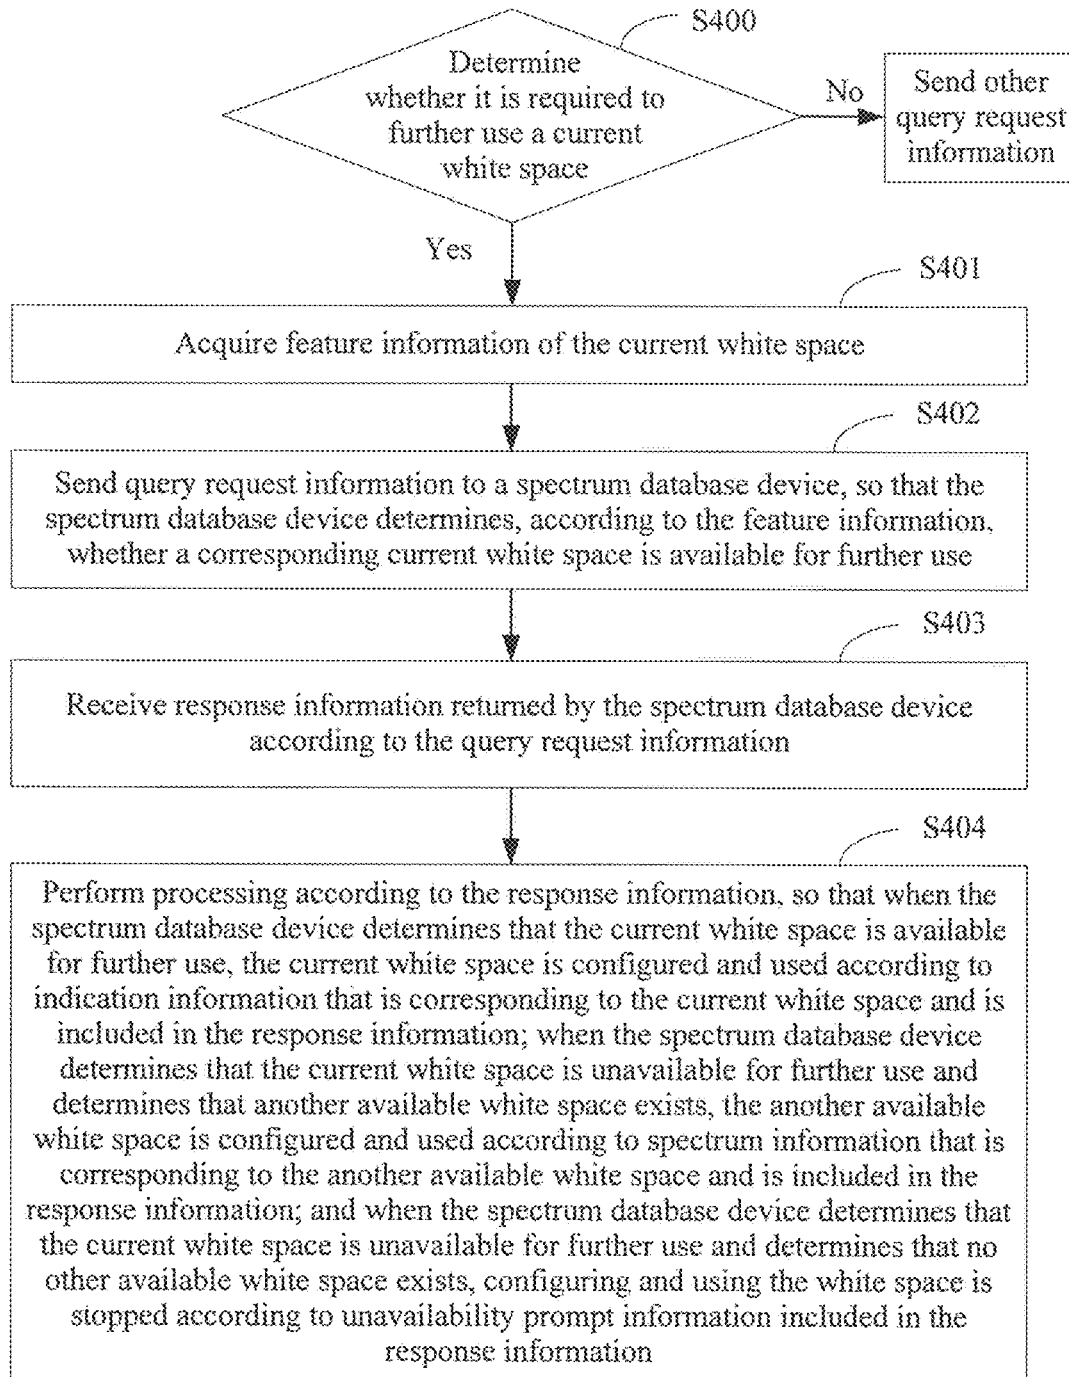 S400
Determine
whether it is required to
further use a current
white space
No
Send other
query request
information
Yes
S401
Acquire feature information of the current white space
S402
Send query request information to a spectrum database device, so that the
spectrum database device determines, according to the feature information,
whether a corresponding current white space is available for further use
S403
Receive response information returned by the spectrum database device
according to the query request information
S404
Perform processing according to the response information, so that when the
spectrum database device determines that the current white space is available
for further use, the current white space is configured and used according to
indication information that is corresponding to the current white space and is
included in the response information; when the spectrum database device
determines that the current white space is unavailable for further use and
determines that another available white space exists, the another available
white space is configured and used according to spectrum information that is
corresponding to the another available white space and is included in the
response information; and when the spectrum database device determines that
the current white space is unavailable for further use and determines that no
other available white space exists, configuring and using the white space is
stopped according to unavailability prompt information included in the
response information